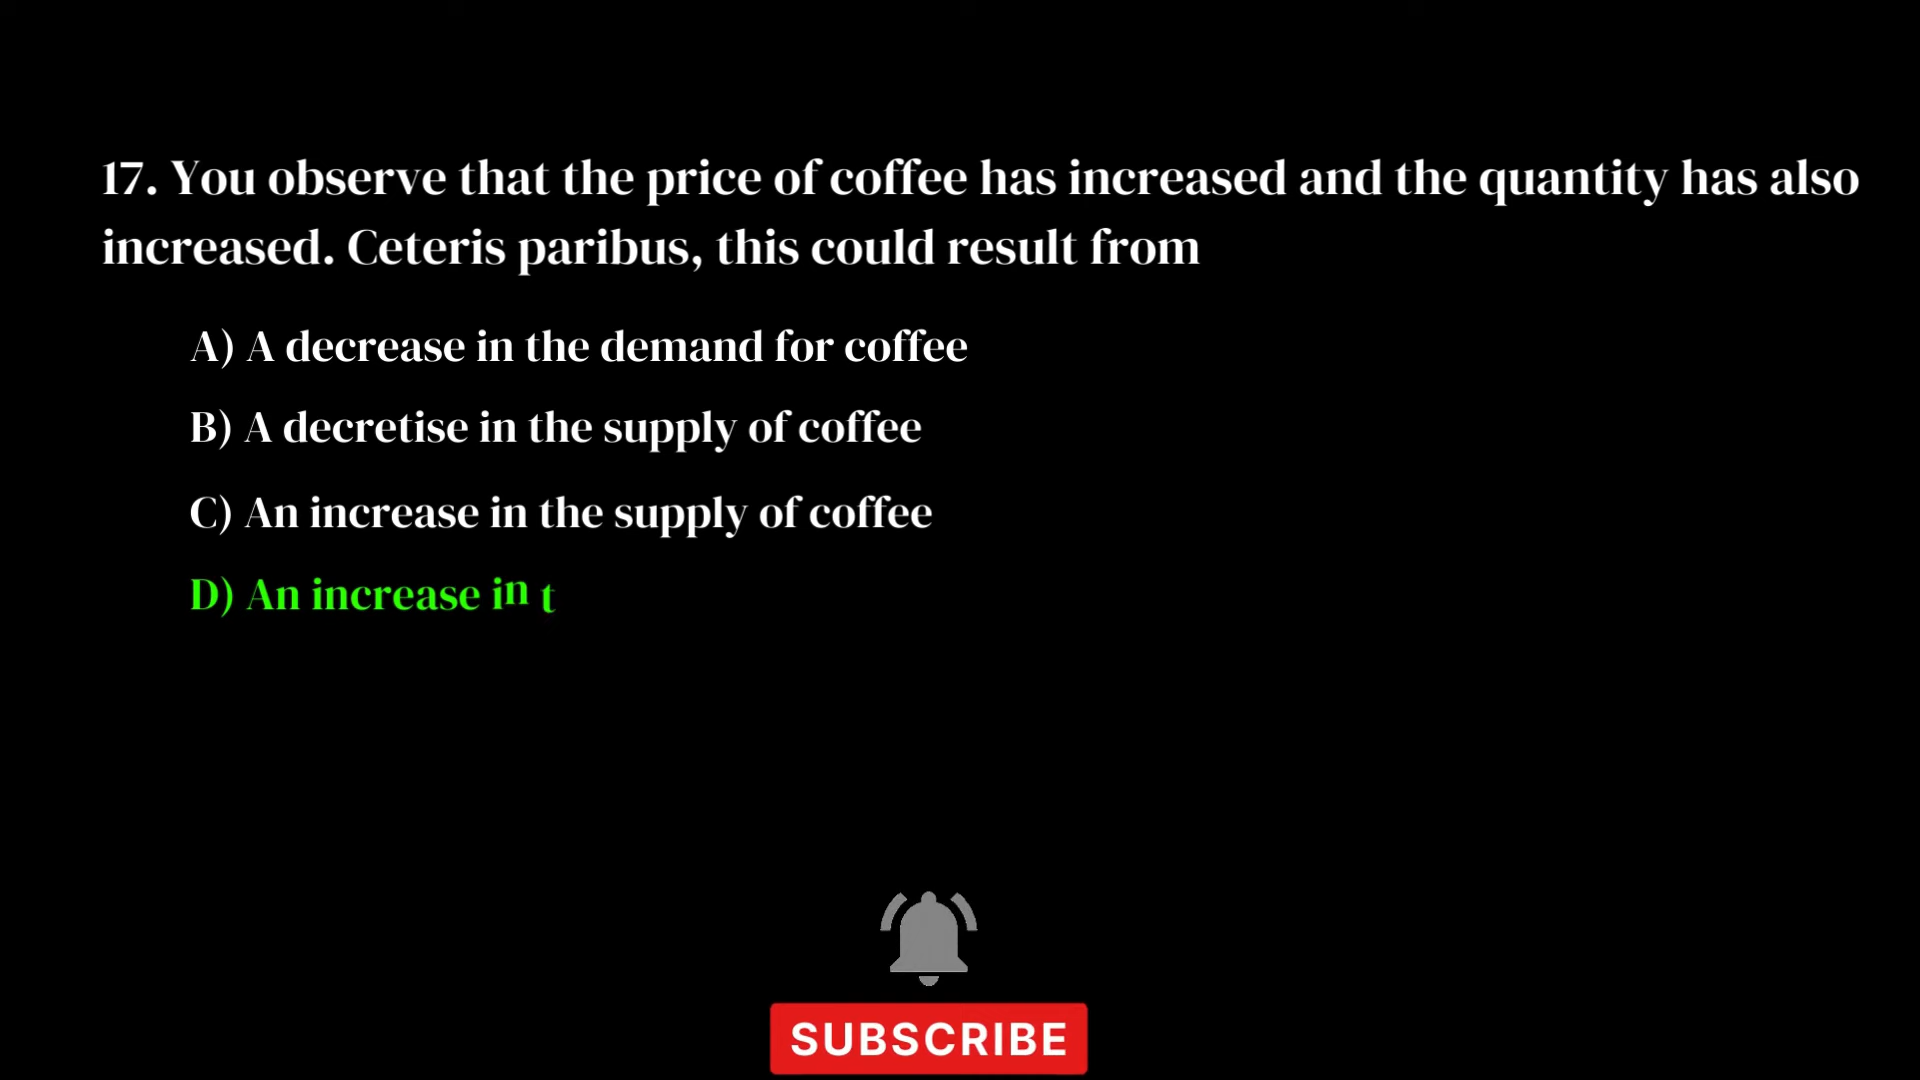 17. You observe that the price of coffee has increased and the quantity has also
increased. Ceteris paribus, this could result from
A) A decrease in the demand for coffee
B) A decretise in the supply of coffee
C) An increase in the supply of coffee
D) An increase in t
SUBSCRIBE